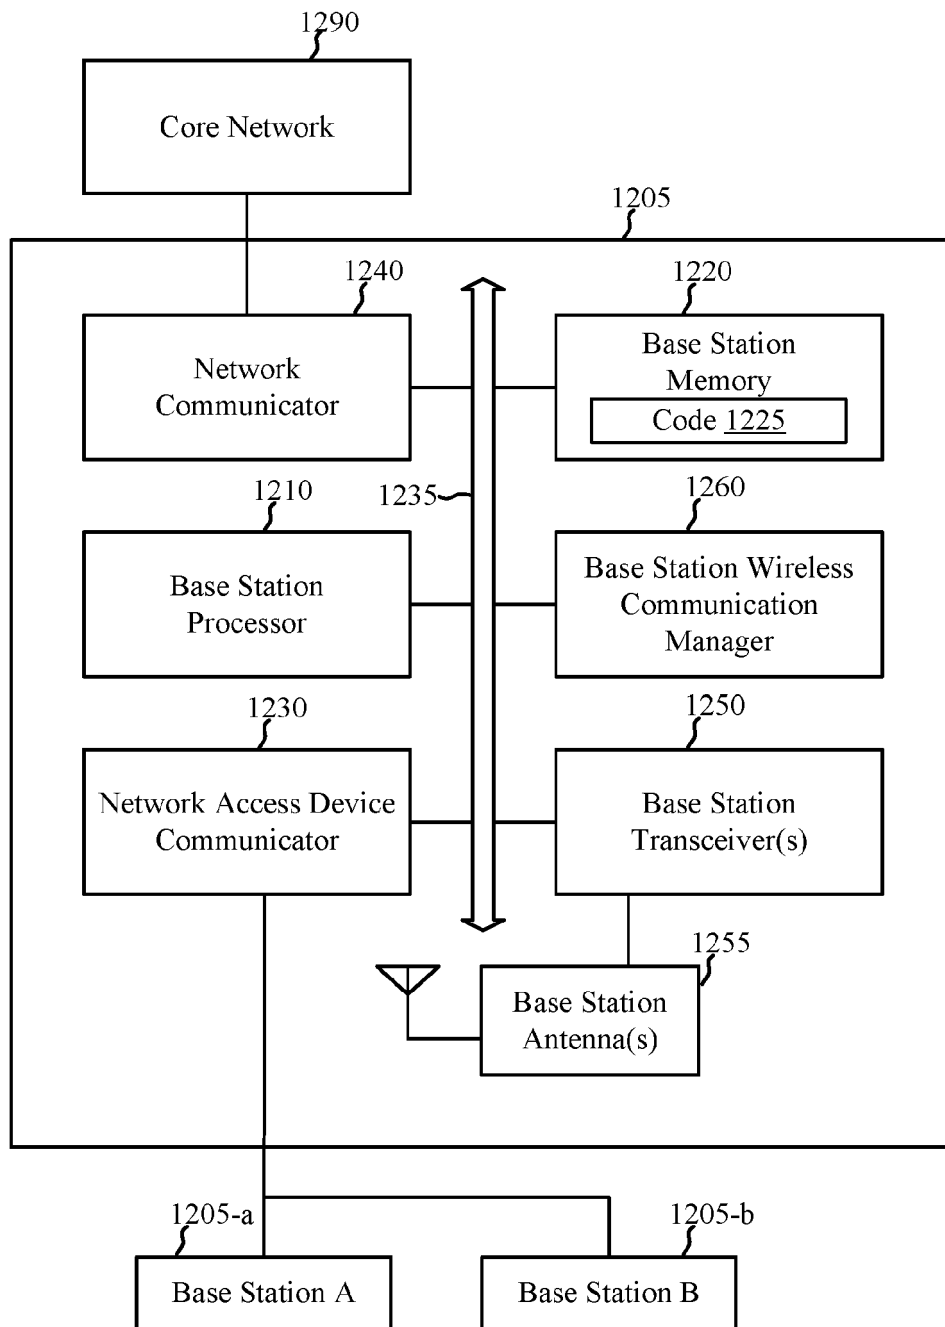 1290
Core Network
1205
1240
1220
Network
Communicator
Base Station
Memory
Code 1225
1210
1235
1260
Base Station
Processor
Base Station Wireless
Communication
Manager
1230
1250
Network Access Device
Communicator
Base Station
Transceiver(s)
1255
Base Station
Antenna(s)
1205-a
1205-b
Base Station A
Base Station B